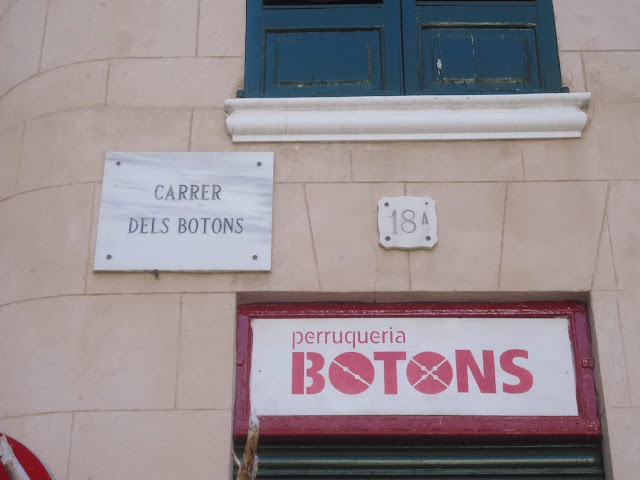 CARRER
DELS BOTONS
18A
perruqueria
BOTONS